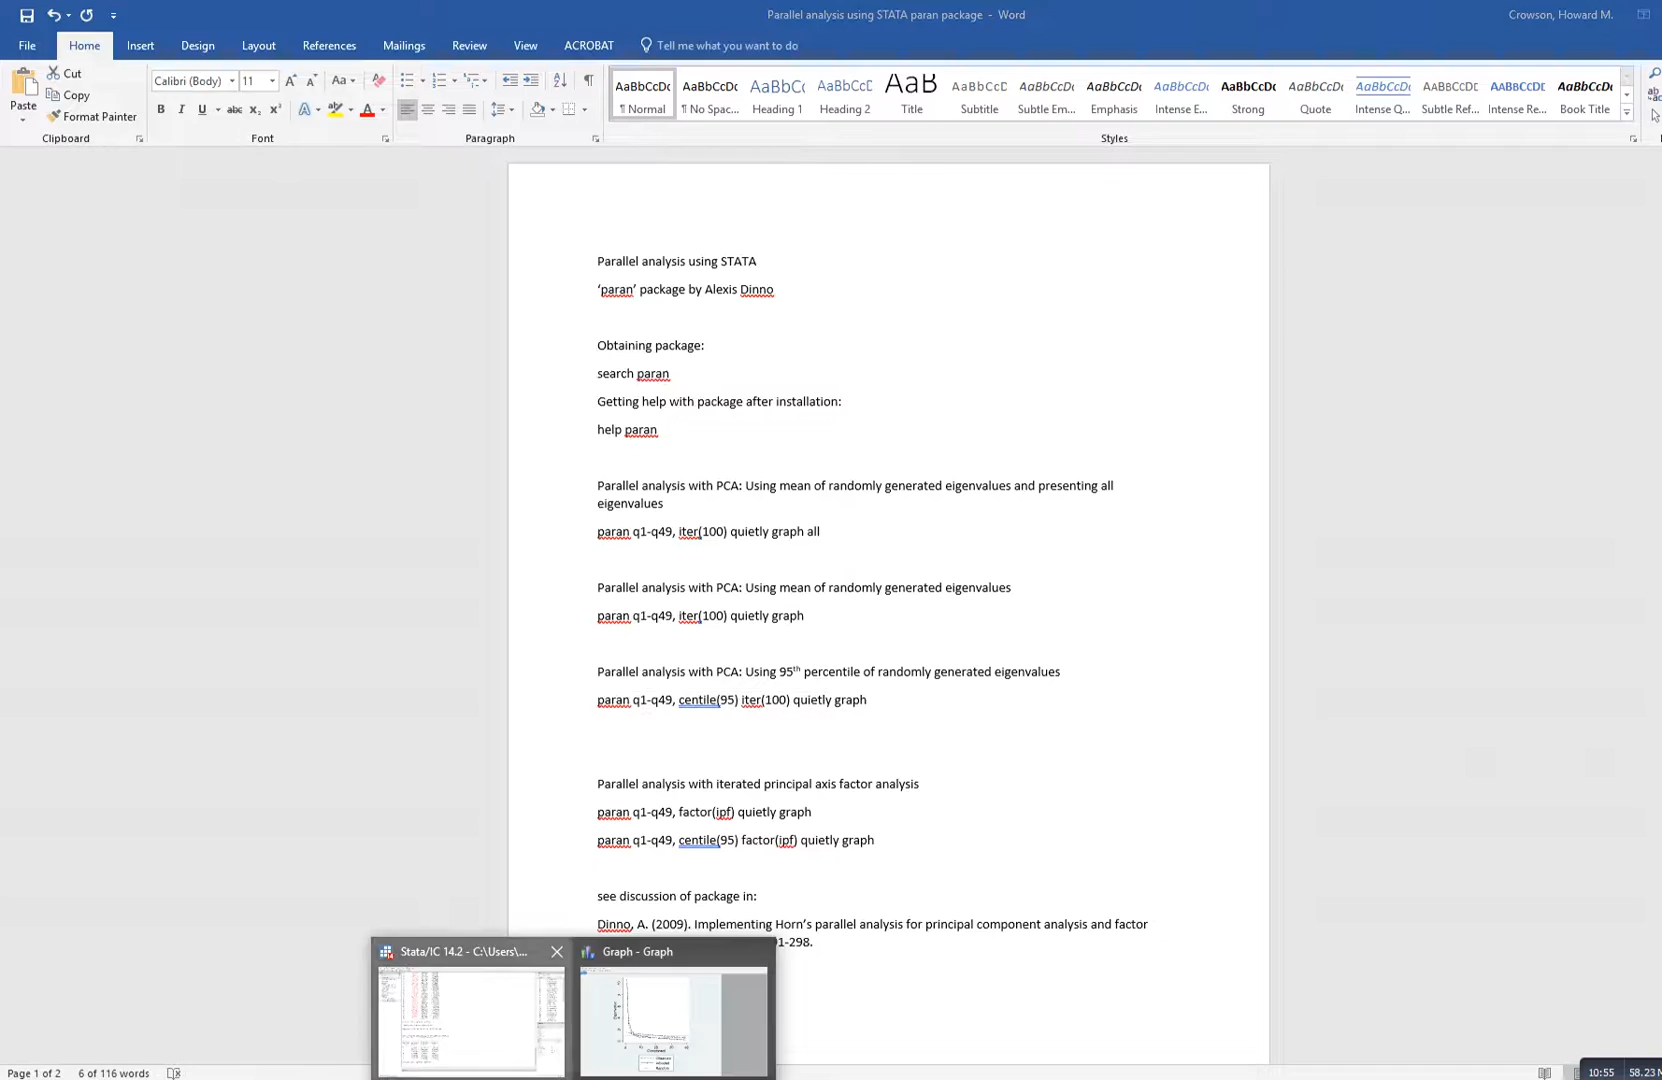 Parallel analysis using STATA paran package - Word
Crowson, Howard M.
File Home Insert Design Layout References Mailings Review View ACROBAT Tell me what you want to do
Paste
Cut
Copy
Format Painter
Calibri (Body) 11
AaBbCcDc ¶ Normal
AaBbCcDc ¶ No Spac...
AaBbCc Heading 1
AaBbCcC Heading 2
AaB Title
AaBbCcC Subtitle
AaBbCcDc Subtle Em...
AaBbCcDc Emphasis
AaBbCcDc Intense E...
AaBbCcDc Strong
AaBbCcDc Quote
AaBbCcDc Intense Q...
AaBbCcDc Subtle Ref...
AaBbCcDc Intense Re...
AaBbCcDc Book Title
Clipboard Font Paragraph Styles
Parallel analysis using STATA
‘paran’ package by Alexis Dinno
Obtaining package:
search paran
Getting help with package after installation:
help paran
Parallel analysis with PCA: Using mean of randomly generated eigenvalues and presenting all
eigenvalues
paran q1-q49, iter(100) quietly graph all
Parallel analysis with PCA: Using mean of randomly generated eigenvalues
paran q1-q49, iter(100) quietly graph
Parallel analysis with PCA: Using 95th percentile of randomly generated eigenvalues
paran q1-q49, centile(95) iter(100) quietly graph
Parallel analysis with iterated principal axis factor analysis
paran q1-q49, factor(ipf) quietly graph
paran q1-q49, centile(95) factor(ipf) quietly graph
see discussion of package in:
Dinno, A. (2009). Implementing Horn’s parallel analysis for principal component analysis and factor
1-298.
Stata/IC 14.2 - C:\Users\...
Graph - Graph
Page 1 of 2 6 of 116 words
10:55 58.23